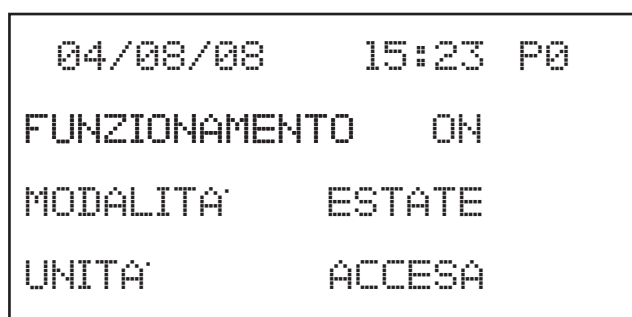 04/08/08 15:23 P0
FUNZIONAMENTO ON
MODALITA' ESTATE
UNITA' ACCESA